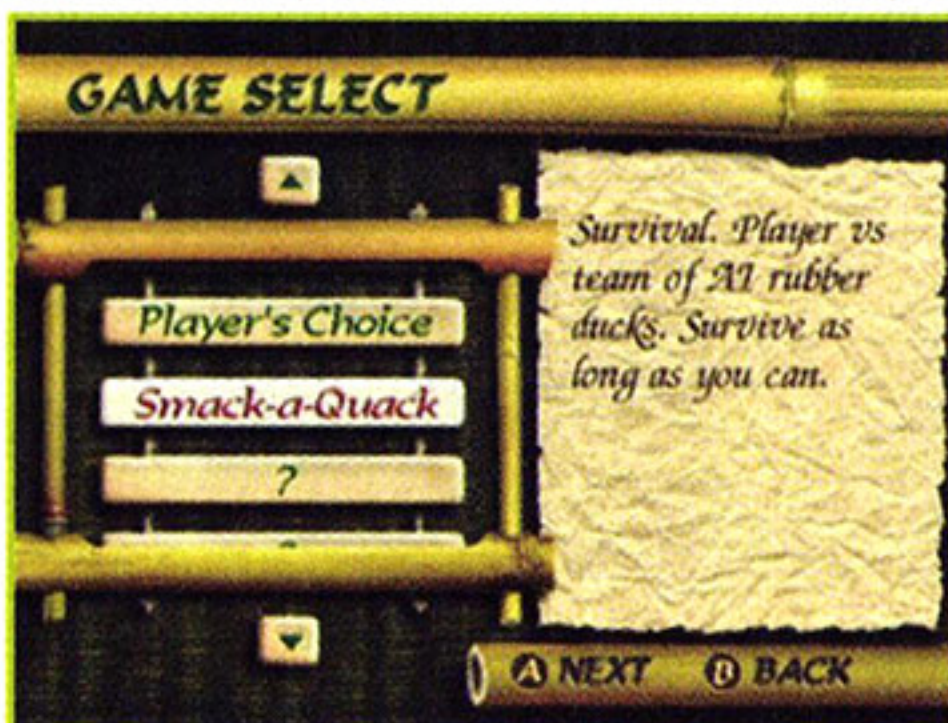 GAME SELECT
Player's Choice
Smack-a-Quack
?
Survival. Player vs
team of AI rubber
ducks. Survive as
long as you can.
A NEXT B BACK